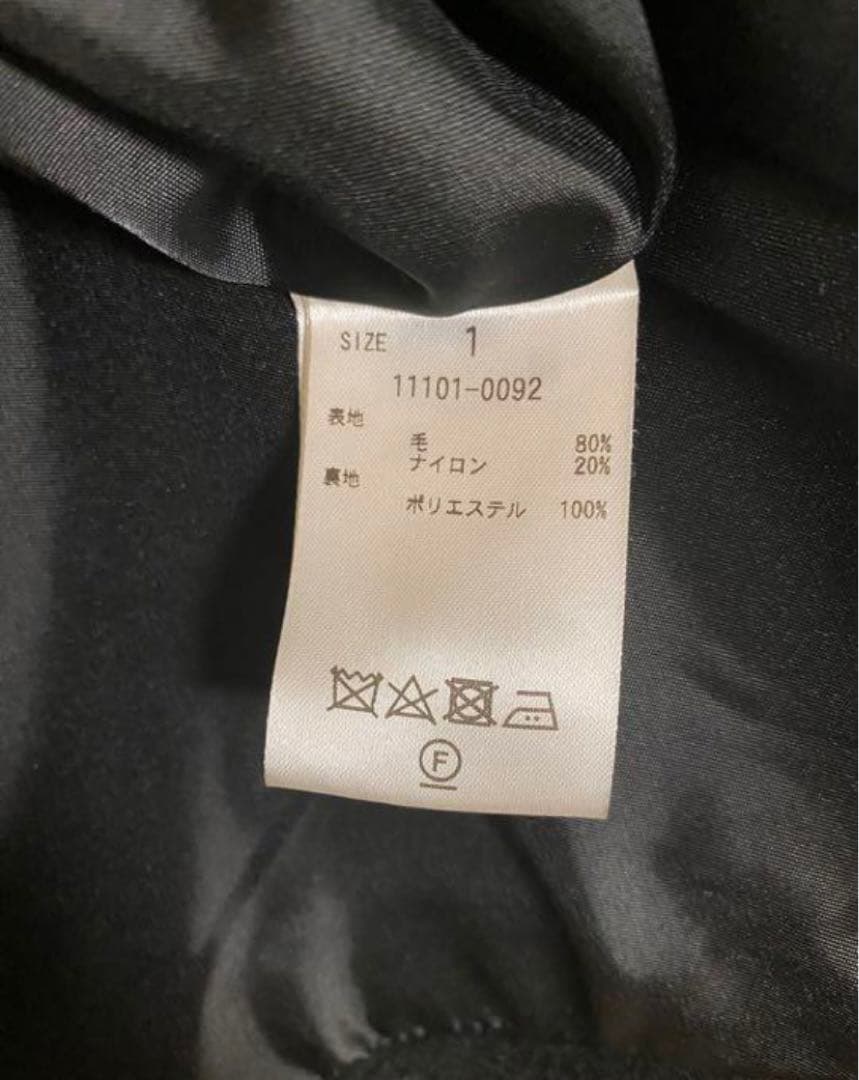 SIZE 1
11101-0092
表地
毛 80%
ナイロン 20%
裏地
ポリエステル 100%
F